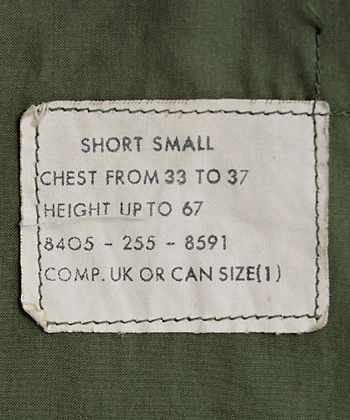 SHORT SMALL
CHEST FROM 33 TO 37
HEIGHT UP TO 67
8405 - 255 - 8591
COMP. UK OR CAN SIZE(1)